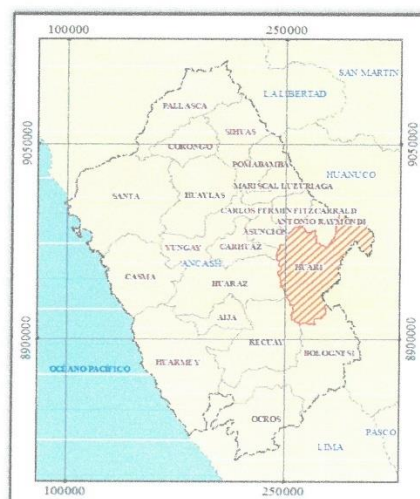 100000 250000
SAN MARTIN
LA LIBERTAD
PALLASCA
9050000 9050000
SIHUAS
CORONGO
POMABAMBA
HUANUCO
MARISCAL LUZURIAGA
SANTA
HUAYLAS
CARLOS FERMIN FITZCARRALD
ANTONIO RAYMONDI
ASUNCION
YUNGAY
CARHUAZ
ANCASH
HUARI
CASMA
HUARAZ
AIJA
8900000 8900000
RECUAY
HUARMEY
BOLOGNESI
OCEANO PACIFICO
OCROS
PASCO
LIMA
100000 250000